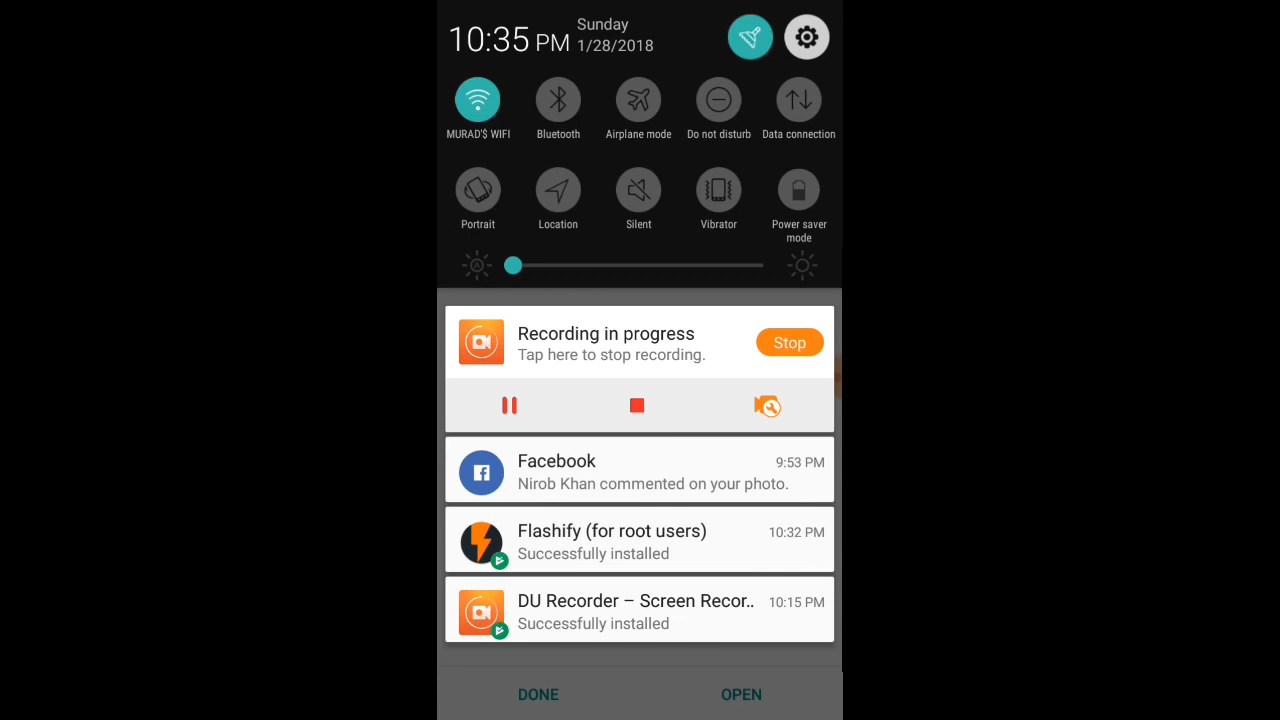 10:35 PM
Sunday
1/28/2018
MURAD'$ WIFI
Bluetooth
Airplane mode
Do not disturb
Data connection
Portrait
Location
Silent
Vibrator
Power saver
mode
Recording in progress
Tap here to stop recording.
Stop
Facebook 9:53 PM
Nirob Khan commented on your photo.
Flashify (for root users) 10:32 PM
Successfully installed
DU Recorder – Screen Recor.. 10:15 PM
Successfully installed
DONE OPEN